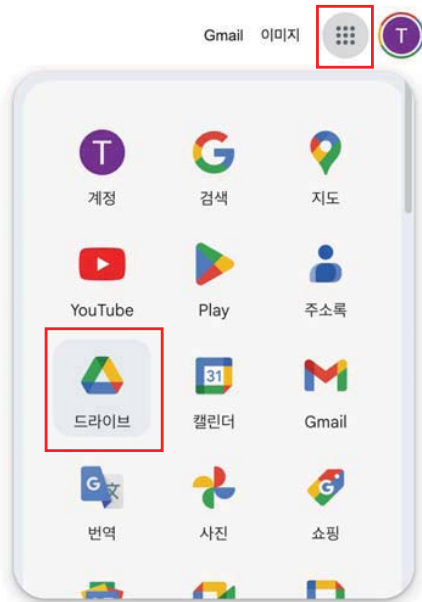 Gmail 이미지 T
T
계정 검색 지도
YouTube Play 주소록
31
드라이브 캘린더 Gmail
G 文 G
번역 사진 쇼핑